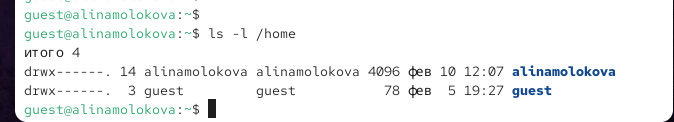 guest@alinamolokova:~$
guest@alinamolokova:~$ ls -l /home
итого 4
drwx------. 14 alinamolokova alinamolokova 4096 фев 10 12:07 alinamolokova
drwx------.  3 guest         guest           78 фев  5 19:27 guest
guest@alinamolokova:~$